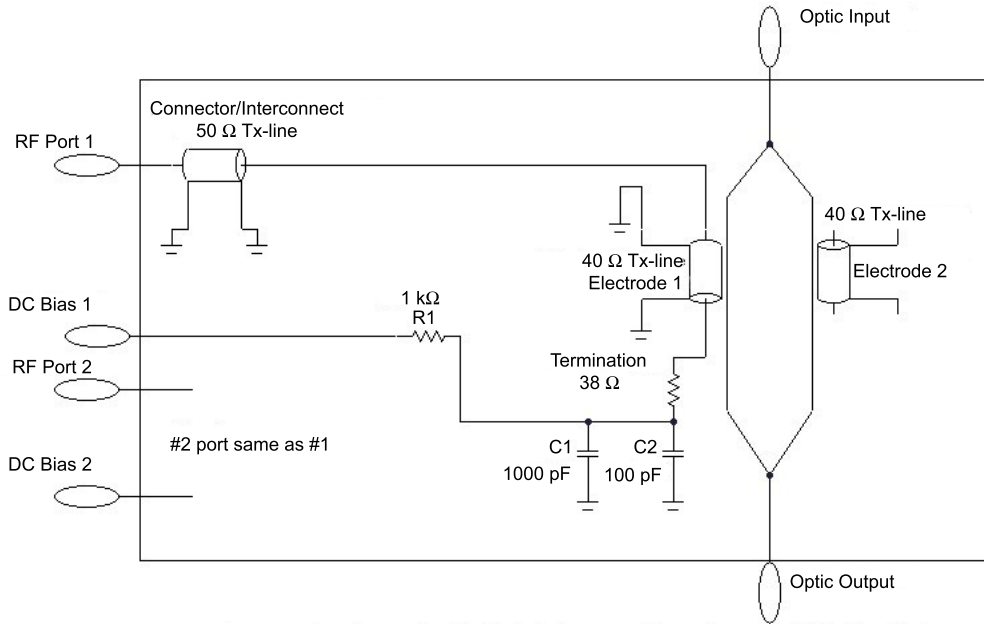 Optic Input
Connector/Interconnect
50 Ω Tx-line
RF Port 1
40 Ω Tx-line
40 Ω Tx-line
Electrode 1
Electrode 2
DC Bias 1
1 kΩ
R1
RF Port 2
Termination
38 Ω
#2 port same as #1
C1
1000 pF
C2
100 pF
DC Bias 2
Optic Output